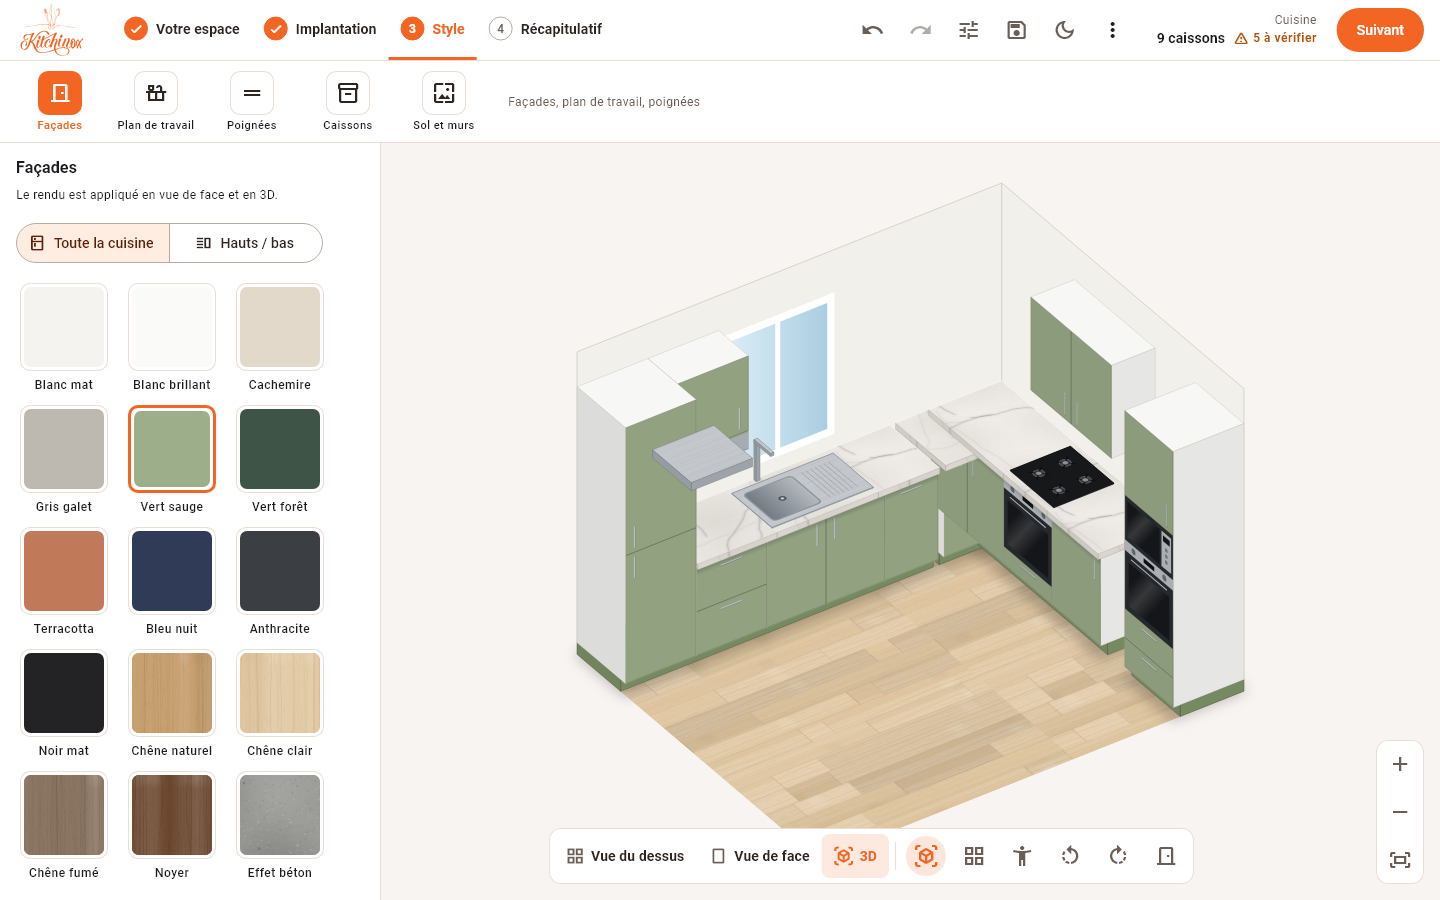 Kitchinox
Votre espace
Implantation
3 Style
4 Récapitulatif
Cuisine
9 caissons
5 à vérifier
Suivant
Façades
Plan de travail
Poignées
Caissons
Sol et murs
Façades, plan de travail, poignées
Façades
Le rendu est appliqué en vue de face et en 3D.
Toute la cuisine
Hauts / bas
Blanc mat
Blanc brillant
Cachemire
Gris galet
Vert sauge
Vert forêt
Terracotta
Bleu nuit
Anthracite
Noir mat
Chêne naturel
Chêne clair
Chêne fumé
Noyer
Effet béton
Vue du dessus
Vue de face
3D